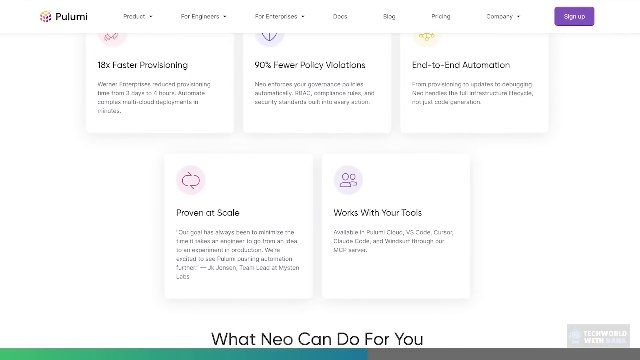 Pulumi Product For Engineers For Enterprises Docs Blog Pricing Company Sign up
18x Faster Provisioning
Werner Enterprises reduced provisioning
time from 3 days to 4 hours. Automate
complex multi-cloud deployments in
minutes.
90% Fewer Policy Violations
Neo enforces your governance policies
automatically. RBAC, compliance rules, and
security standards built into every action.
End-to-End Automation
From provisioning to updates to debugging.
Neo handles the full infrastructure lifecycle,
not just code generation.
Proven at Scale
"Our goal has always been to minimize the
time it takes an engineer to go from an idea
to an experiment in production. We're
excited to see Pulumi pushing automation
further." — Jk Jensen, Team Lead at Mysten
Labs
Works With Your Tools
Available in Pulumi Cloud, VS Code, Cursor,
Claude Code, and Windsurf through our
MCP server.
What Neo Can Do For You
TECHWORLD
WITH NANA